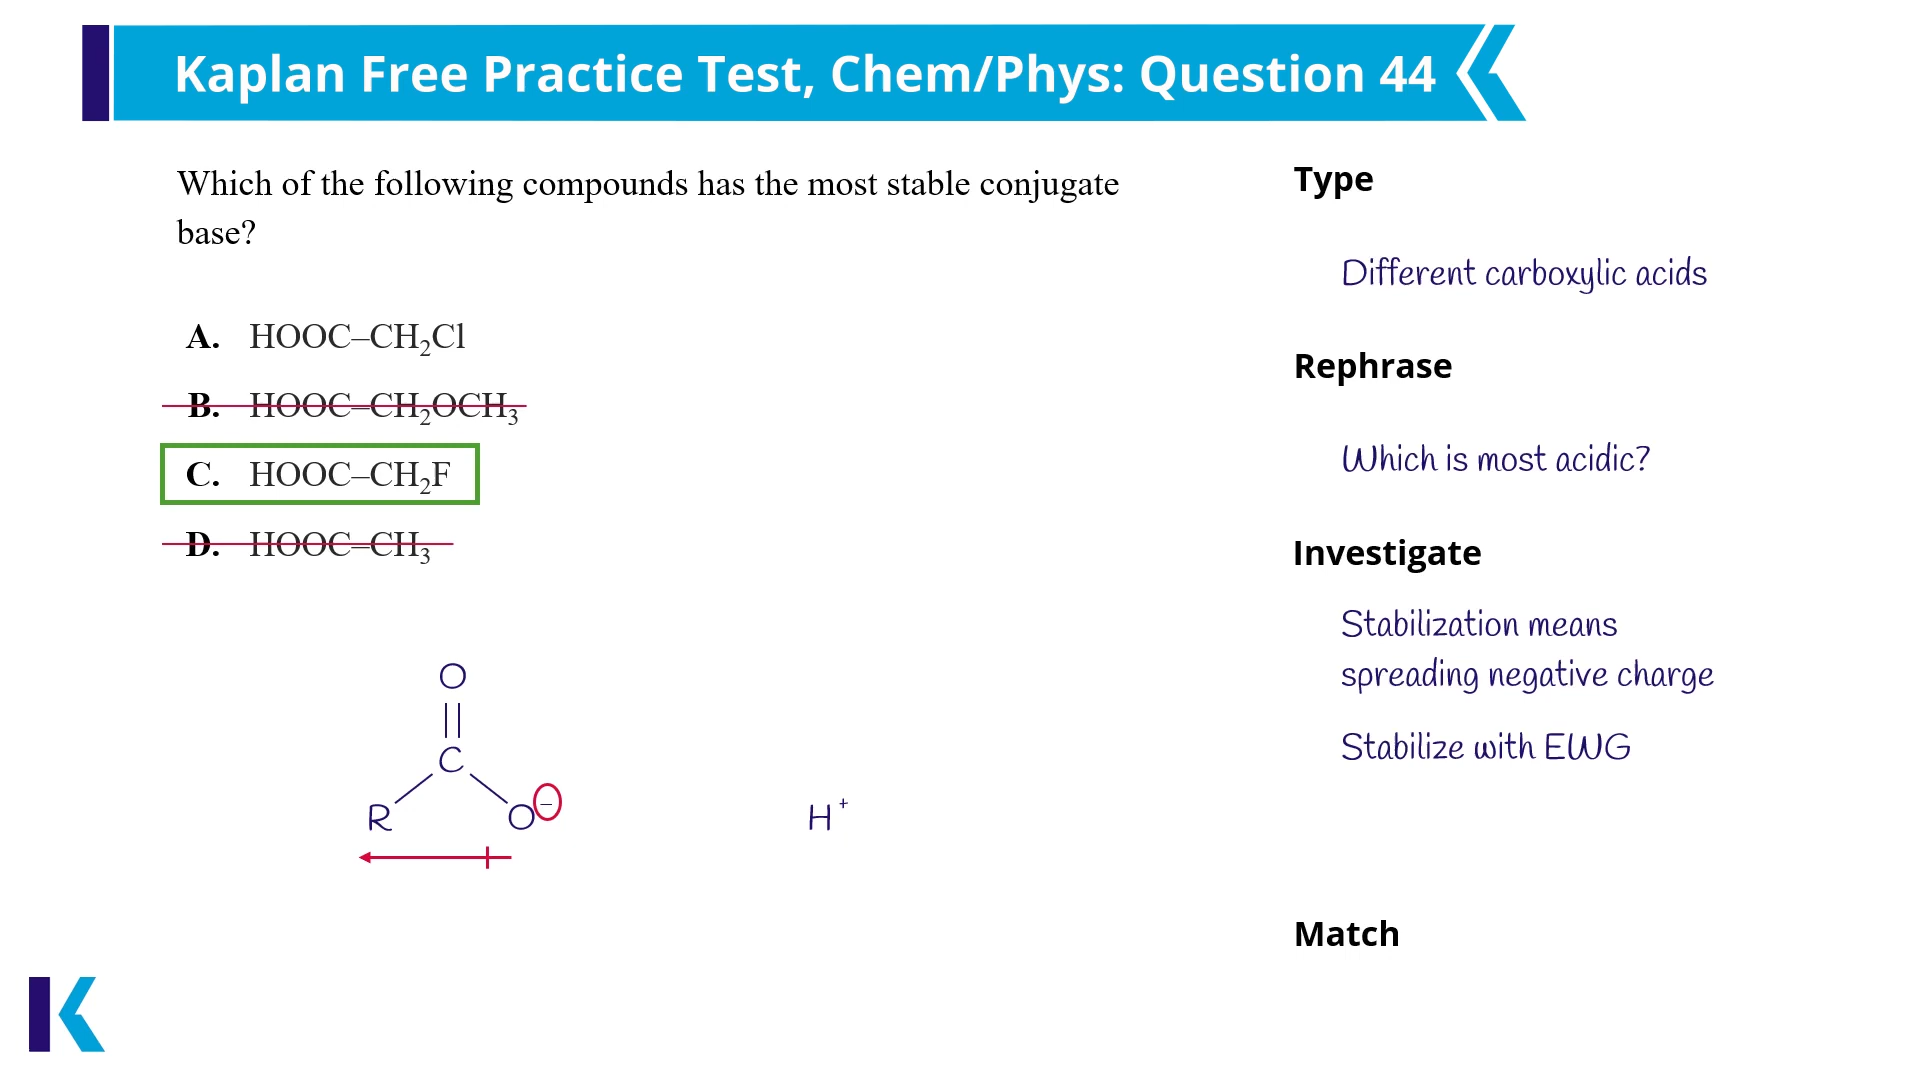 Kaplan Free Practice Test, Chem/Phys: Question 44
Which of the following compounds has the most stable conjugate
base?
A. HOOC–CH₂Cl
B. HOOC–CH₂OCH₃
C. HOOC–CH₂F
D. HOOC–CH₃
O
C
R
O⁻
H⁺
Type
Different carboxylic acids
Rephrase
Which is most acidic?
Investigate
Stabilization means
spreading negative charge
Stabilize with EWG
Match
K